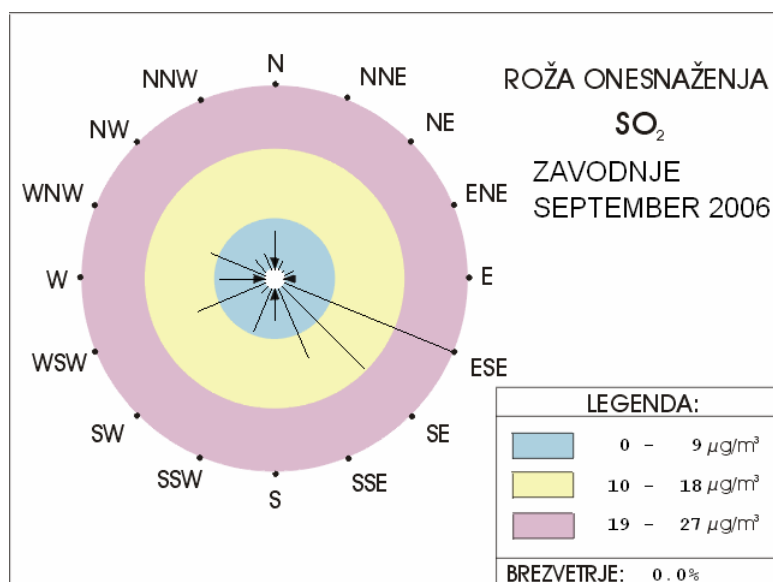 ROŽA ONESNAŽENJA
SO₂
ZAVODNJE
SEPTEMBER 2006
N
NNE
NE
ENE
E
ESE
SE
SSE
S
SSW
SW
WSW
W
WNW
NW
NNW
LEGENDA:
0 - 9 µg/m³
10 - 18 µg/m³
19 - 27 µg/m³
BREZVETRJE: 0.0%